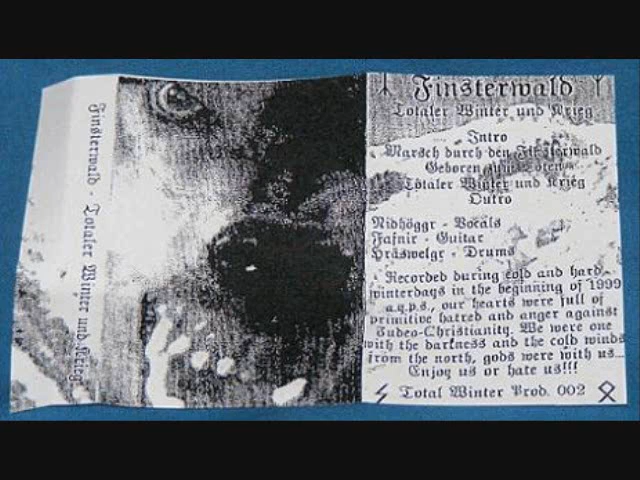 Finsterwald - Totaler Winter und Krieg
Finsterwald
Totaler Winter und Krieg
Intro
Marsch durch den Finsterwald
Geboren zum Töten
Totaler Winter und Krieg
Outro
Nidhöggr - Vocals
Fafnir - Guitar
Hräswelgr - Drums
Recorded during cold and hard
winterdays in the beginning of 1999
a.y.p.s., our hearts were full of
primitive hatred and anger against
Judeo-Christianity. We were one
with the darkness and the cold winds
from the north, gods were with us...
Enjoy us or hate us!!!
Total Winter Prod. 002